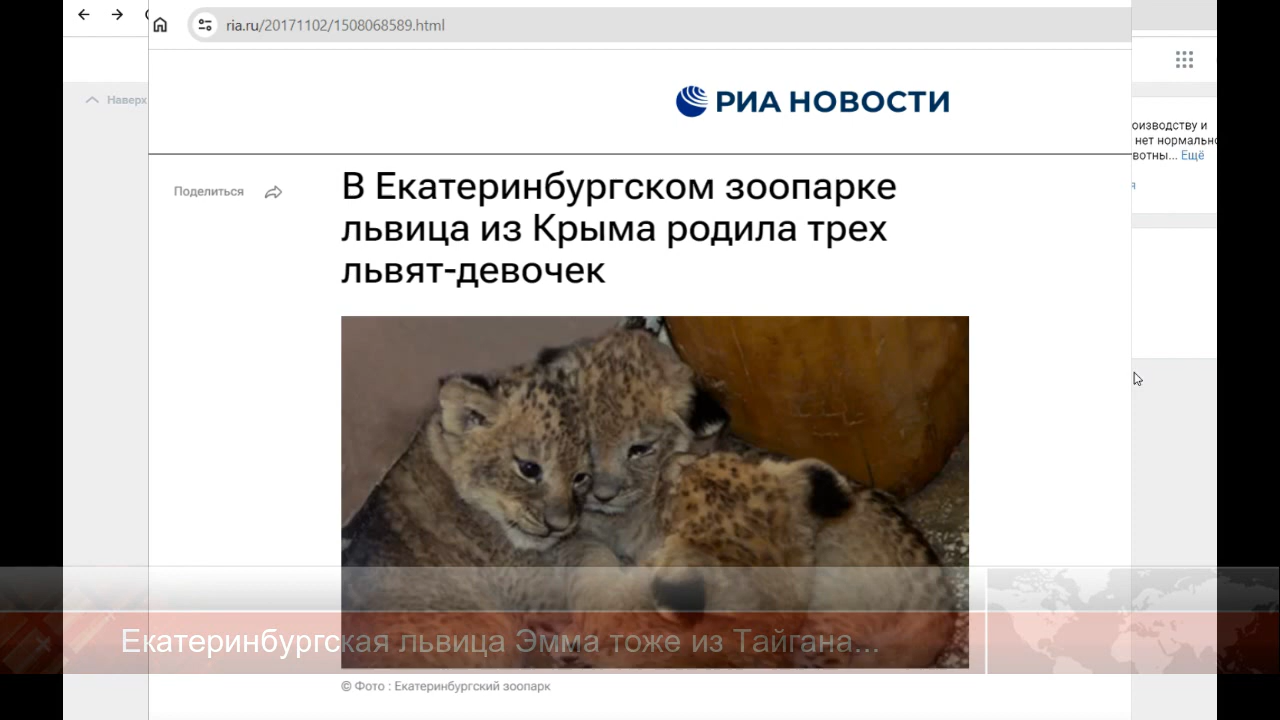 ria.ru/20171102/1508068589.html
Наверх
РИА НОВОСТИ
оизводству и
нет нормально
вотны... Ещё
я
Поделиться
В Екатеринбургском зоопарке
львица из Крыма родила трех
львят-девочек
Екатеринбургская львица Эмма тоже из Тайгана...
© Фото : Екатеринбургский зоопарк